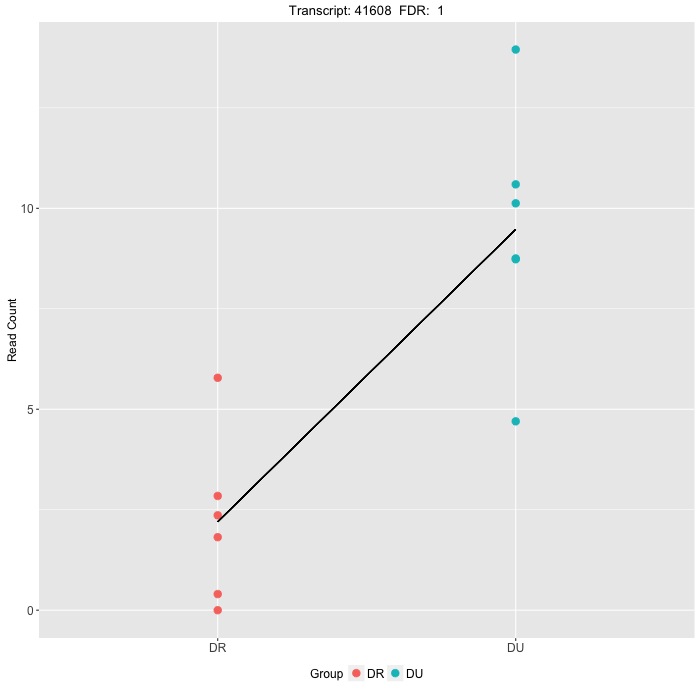 Transcript: 41608  FDR:  1
Read Count
10
5
0
DR DU
Group DR DU